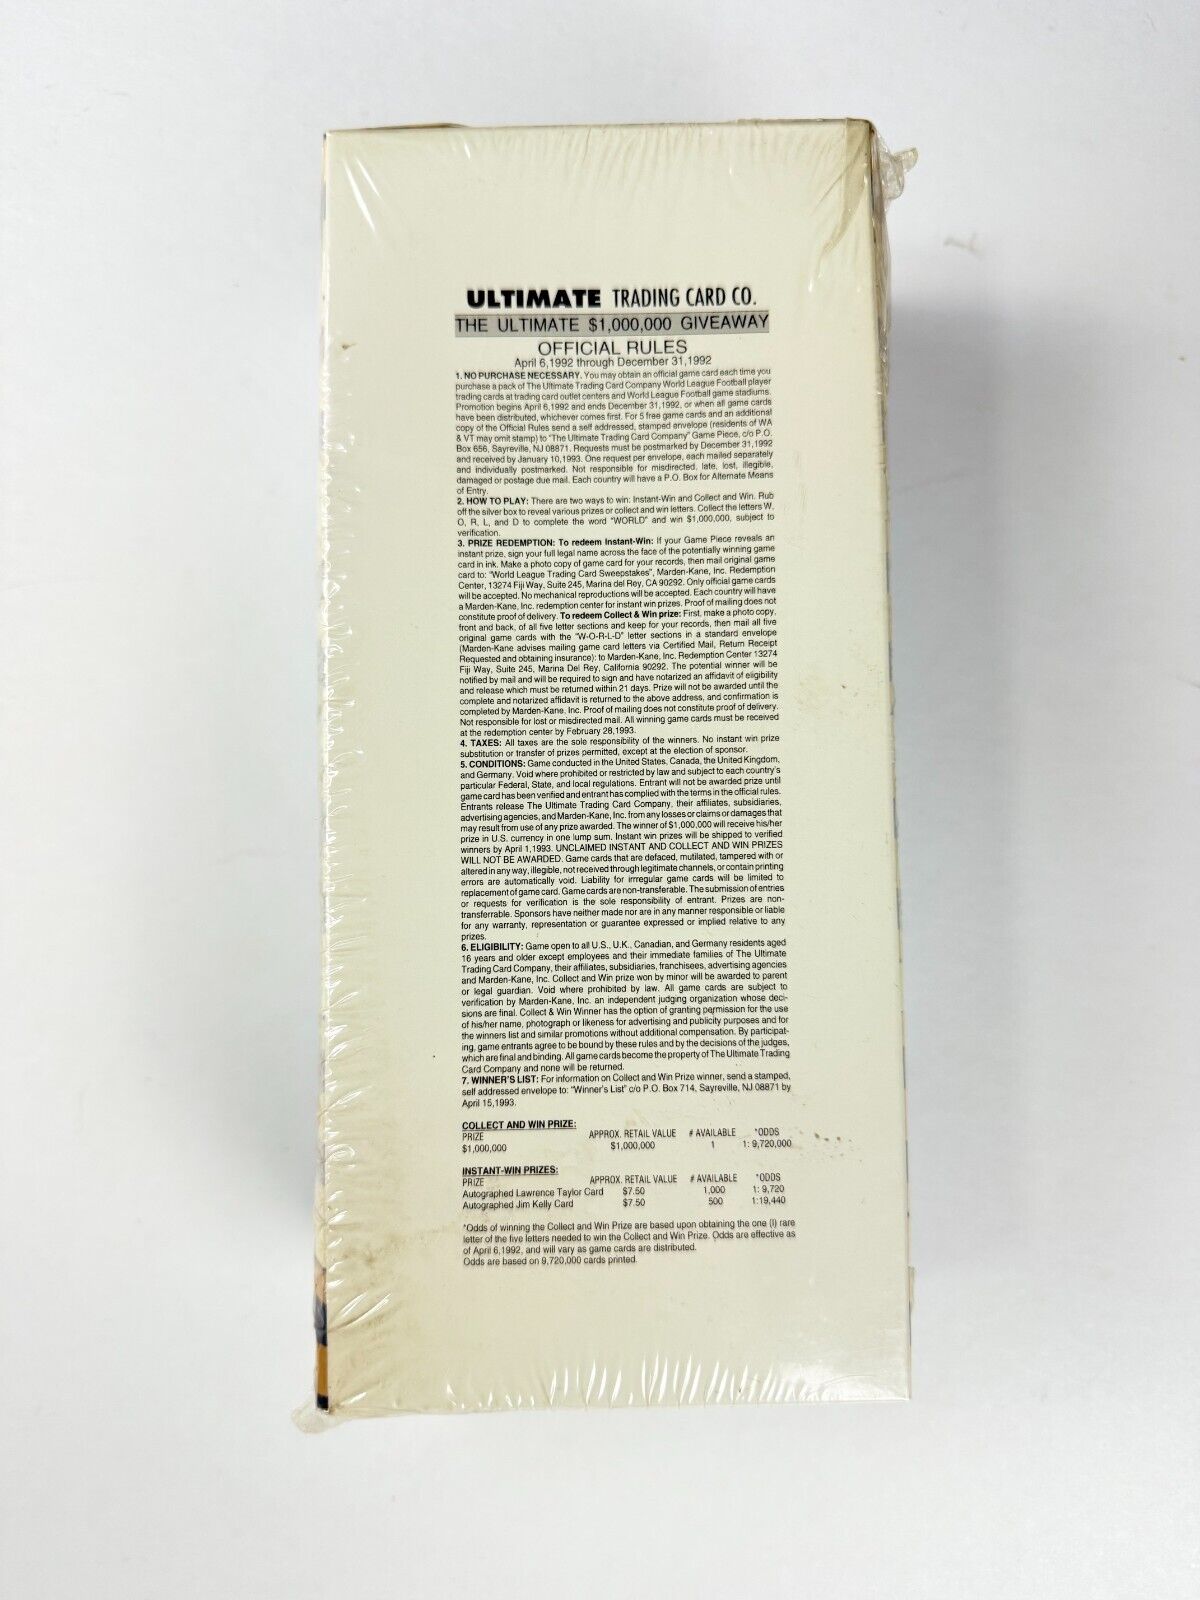 ULTIMATE TRADING CARD CO.
THE ULTIMATE $1,000,000 GIVEAWAY
OFFICIAL RULES
April 6,1992 through December 31,1992
1. NO PURCHASE NECESSARY. You may obtain an official game card each time you
purchase a pack of The Ultimate Trading Card Company World League Football player
trading cards at trading card outlet centers and World League Football game stadiums.
Promotion begins April 6,1992 and ends December 31,1992, or when all game cards
have been distributed, whichever comes first. For 5 free game cards and an additional
copy of the Official Rules send a self addressed, stamped envelope (residents of WA
& VT may omit stamp) to "The Ultimate Trading Card Company" Game Piece, c/o P.O.
Box 656, Sayreville, NJ 08871. Requests must be postmarked by December 31,1992
and received by January 10,1993. One request per envelope, each mailed separately
and individually postmarked. Not responsible for misdirected, late, lost, illegible,
damaged or postage due mail. Each country will have a P.O. Box for Alternate Means
of Entry.
2. HOW TO PLAY: There are two ways to win: Instant-Win and Collect and Win. Rub
off the silver box to reveal various prizes or collect and win letters. Collect the letters W,
O, R, L, and D to complete the word "WORLD" and win $1,000,000, subject to
verification.
3. PRIZE REDEMPTION: To redeem Instant-Win: If your Game Piece reveals an
instant prize, sign your full legal name across the face of the potentially winning game
card in ink. Make a photo copy of game card for your records, then mail original game
card to: "World League Trading Card Sweepstakes", Marden-Kane, Inc. Redemption
Center, 13274 Fiji Way, Suite 245, Marina del Rey, CA 90292. Only official game cards
will be accepted. No mechanical reproductions will be accepted. Each country will have
a Marden-Kane, Inc. redemption center for instant win prizes. Proof of mailing does not
constitute proof of delivery. To redeem Collect & Win prize: First, make a photo copy,
front and back, of all five letter sections and keep for your records, then mail all five
original game cards with the "W-O-R-L-D" letter sections in a standard envelope
(Marden-Kane advises mailing game card letters via Certified Mail, Return Receipt
Requested and obtaining insurance): to Marden-Kane, Inc. Redemption Center 13274
Fiji Way, Suite 245, Marina Del Rey, California 90292. The potential winner will be
notified by mail and will be required to sign and have notarized an affidavit of eligibility
and release which must be returned within 21 days. Prize will not be awarded until the
complete and notarized affidavit is returned to the above address, and confirmation is
completed by Marden-Kane, Inc. Proof of mailing does not constitute proof of delivery.
Not responsible for lost or misdirected mail. All winning game cards must be received
at the redemption center by February 28,1993.
4. TAXES: All taxes are the sole responsibility of the winners. No instant win prize
substitution or transfer of prizes permitted, except at the election of sponsor.
5. CONDITIONS: Game conducted in the United States, Canada, the United Kingdom,
and Germany. Void where prohibited or restricted by law and subject to each country's
particular Federal, State, and local regulations. Entrant will not be awarded prize until
game card has been verified and entrant has complied with the terms in the official rules.
Entrants release The Ultimate Trading Card Company, their affiliates, subsidiaries,
advertising agencies, and Marden-Kane, Inc. from any losses or claims or damages that
may result from use of any prize awarded. The winner of $1,000,000 will receive his/her
prize in U.S. currency in one lump sum. Instant win prizes will be shipped to verified
winners by April 1,1993. UNCLAIMED INSTANT AND COLLECT AND WIN PRIZES
WILL NOT BE AWARDED. Game cards that are defaced, mutilated, tampered with or
altered in any way, illegible, not received through legitimate channels, or contain printing
errors are automatically void. Liability for irrregular game cards will be limited to
replacement of game card. Game cards are non-transferable. The submission of entries
or requests for verification is the sole responsibility of entrant. Prizes are non-
transferrable. Sponsors have neither made nor are in any manner responsible or liable
for any warranty, representation or guarantee expressed or implied relative to any
prizes.
6. ELIGIBILITY: Game open to all U.S., U.K., Canadian, and Germany residents aged
16 years and older except employees and their immediate families of The Ultimate
Trading Card Company, their affiliates, subsidiaries, franchisees, advertising agencies
and Marden-Kane, Inc. Collect and Win prize won by minor will be awarded to parent
or legal guardian. Void where prohibited by law. All game cards are subject to
verification by Marden-Kane, Inc. an independent judging organization whose deci-
sions are final. Collect & Win Winner has the option of granting permission for the use
of his/her name, photograph or likeness for advertising and publicity purposes and for
the winners list and similar promotions without additional compensation. By participat-
ing, game entrants agree to be bound by these rules and by the decisions of the judges,
which are final and binding. All game cards become the property of The Ultimate Trading
Card Company and none will be returned.
7. WINNER'S LIST: For information on Collect and Win Prize winner, send a stamped,
self addressed envelope to: "Winner's List" c/o P.O. Box 714, Sayreville, NJ 08871 by
April 15,1993.
COLLECT AND WIN PRIZE:
PRIZE APPROX. RETAIL VALUE # AVAILABLE *ODDS
$1,000,000 $1,000,000 1 1: 9,720,000
INSTANT-WIN PRIZES:
PRIZE APPROX. RETAIL VALUE # AVAILABLE *ODDS
Autographed Lawrence Taylor Card $7.50 1,000 1: 9,720
Autographed Jim Kelly Card $7.50 500 1:19,440
*Odds of winning the Collect and Win Prize are based upon obtaining the one (I) rare
letter of the five letters needed to win the Collect and Win Prize. Odds are effective as
of April 6,1992, and will vary as game cards are distributed.
Odds are based on 9,720,000 cards printed.